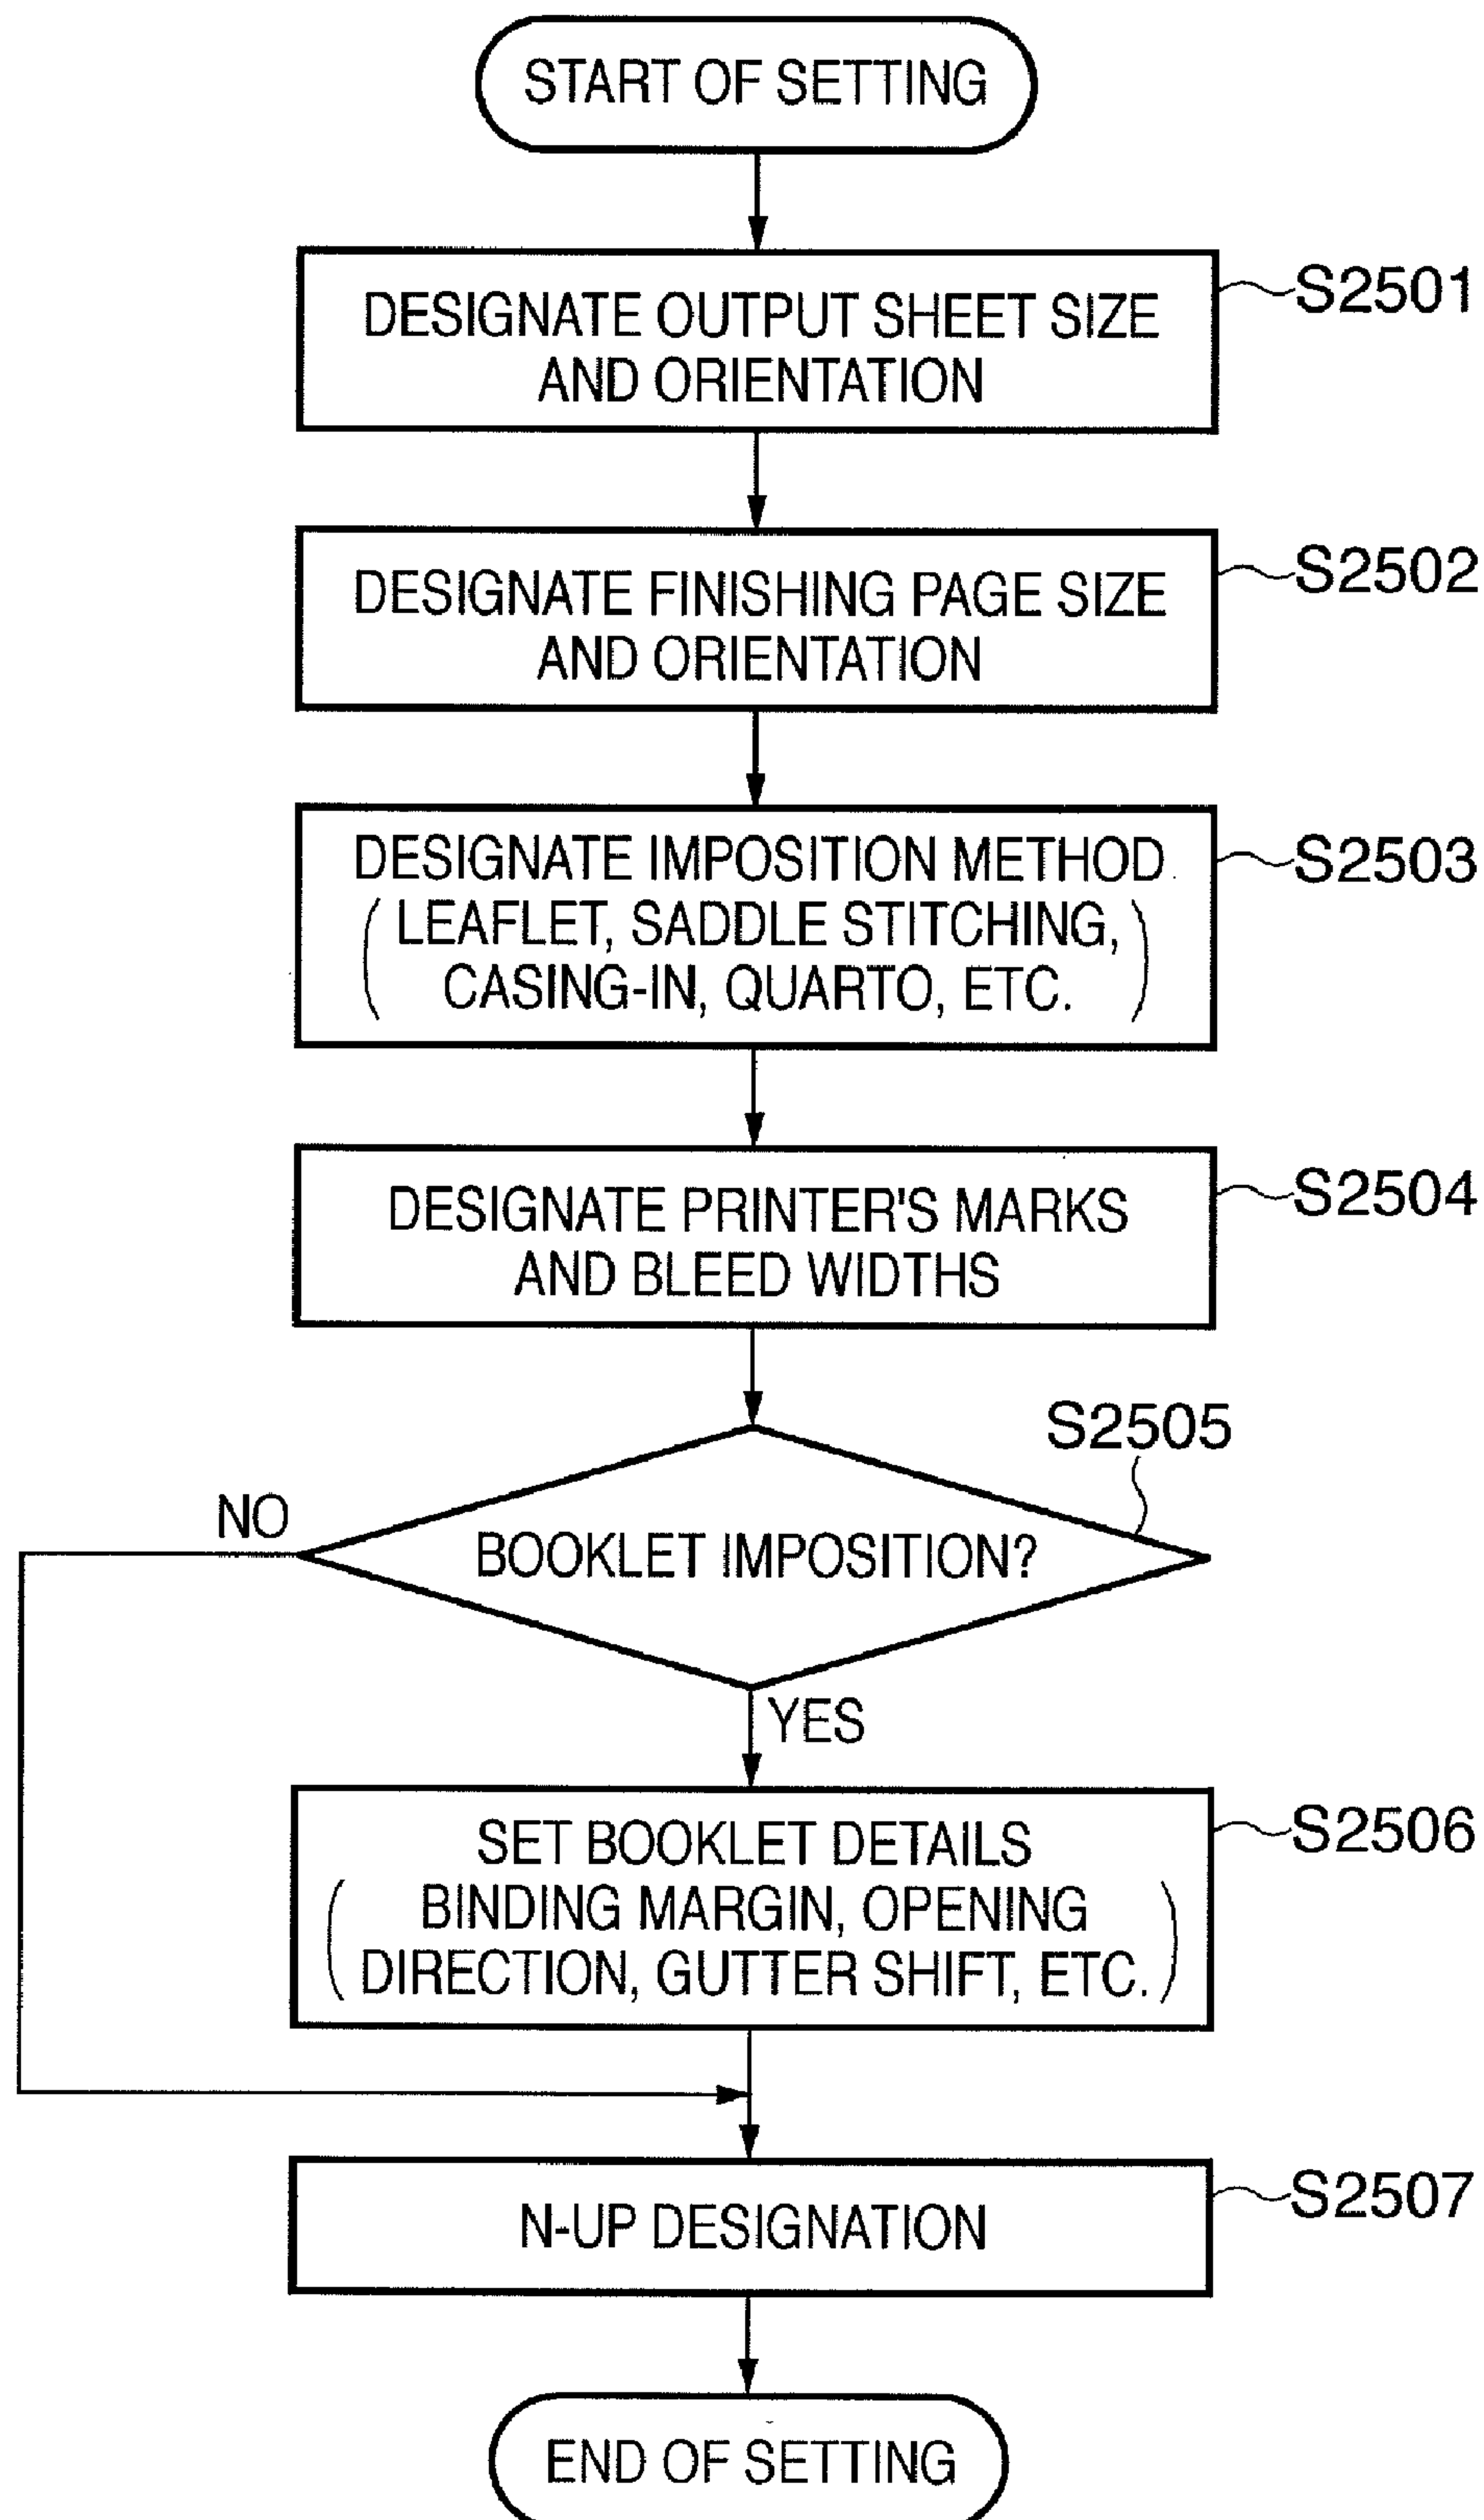 START OF SETTING
DESIGNATE OUTPUT SHEET SIZE
AND ORIENTATION
S2501
DESIGNATE FINISHING PAGE SIZE
AND ORIENTATION
S2502
DESIGNATE IMPOSITION METHOD
( LEAFLET, SADDLE STITCHING,
CASING-IN, QUARTO, ETC. )
S2503
DESIGNATE PRINTER'S MARKS
AND BLEED WIDTHS
S2504
S2505
NO
BOOKLET IMPOSITION?
YES
SET BOOKLET DETAILS
( BINDING MARGIN, OPENING
DIRECTION, GUTTER SHIFT, ETC. )
S2506
N-UP DESIGNATION
S2507
END OF SETTING